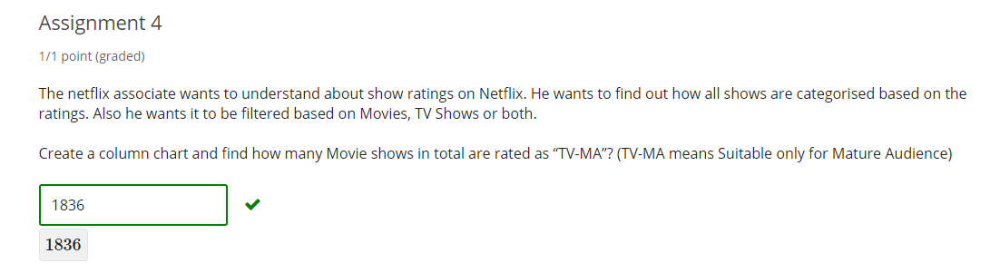 Assignment 4
1/1 point (graded)
The netflix associate wants to understand about show ratings on Netflix. He wants to find out how all shows are categorised based on the
ratings. Also he wants it to be filtered based on Movies, TV Shows or both.
Create a column chart and find how many Movie shows in total are rated as “TV-MA”? (TV-MA means Suitable only for Mature Audience)
1836
1836